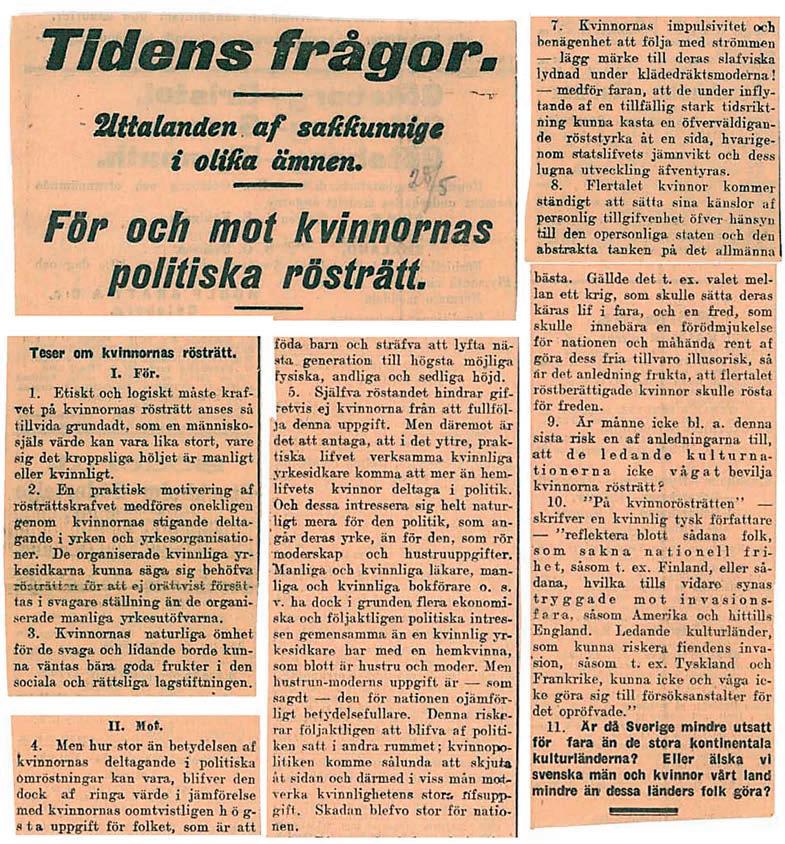 Tidens frågor.
Uttalanden af sakkunnige
i olika ämnen.
28/5
För och mot kvinnornas
politiska rösträtt.
Teser om kvinnornas rösträtt.
I. För.
1. Etiskt och logiskt måste kraf-
vet på kvinnornas rösträtt anses så
tillvida grundadt, som en människo-
själs värde kan vara lika stort, vare
sig det kroppsliga höljet är manligt
eller kvinnligt.
2. En praktisk motivering af
rösträttskrafvet medföres onekligen
genom kvinnornas stigande delta-
gande i yrken och yrkesorganisatio-
ner. De organiserade kvinnliga yr-
kesidkarna kunna säga sig behöfva
rösträtten för att ej orättvist försät-
tas i svagare ställning än de organi-
serade manliga yrkesutöfvarna.
3. Kvinnornas naturliga ömhet
för de svaga och lidande borde kun-
na väntas bära goda frukter i den
sociala och rättsliga lagstiftningen.
II. Mot.
4. Men hur stor än betydelsen af
kvinnornas deltagande i politiska
omröstningar kan vara, blifver den
dock af ringa värde i jämförelse
med kvinnornas oomtvistligen hög-
sta uppgift för folket, som är att
föda barn och sträfva att lyfta nä-
sta generation till högsta möjliga
fysiska, andliga och sedliga höjd.
5. Själfva röstandet hindrar gif-
retvis ej kvinnorna från att fullföl-
ja denna uppgift. Men däremot är
det att antaga, att i det yttre, prak-
tiska lifvet verksamma kvinnliga
yrkesidkare komma att mer än hem-
lifvets kvinnor deltaga i politik.
Och dessa intressera sig helt natur-
ligt mera för den politik, som an-
går deras yrke, än för den, som rör
moderskap och hustruuppgifter.
Manliga och kvinnliga läkare, man-
liga och kvinnliga bokförare o. s.
v. ha dock i grunden flera ekonomi-
ska och följaktligen politiska intres-
sen gemensamma än en kvinnlig yr-
kesidkare har med en hemkvinna,
som blott är hustru och moder. Men
hustrun-moderns uppgift är — som
sagdt — den för nationen ojämför-
ligt betydelsefullare. Denna riske-
rar följaktligen att blifva af politi-
ken satt i andra rummet; kvinnopo-
litiken komme sålunda att skjuta
åt sidan och därmed i viss mån mot-
verka kvinnlighetens stora lifsupp-
gift. Skadan blefve stor för natio-
nen.
7. Kvinnornas impulsivitet och
benägenhet att följa med strömmen
— lägg märke till deras slafviska
lydnad under klädedräktsmoderna!
— medför faran, att de under infly-
tande af en tillfällig stark tidsrikt-
ning kunna kasta en öfverväldigan-
de röststyrka åt en sida, hvarige-
nom statslifvets jämnvikt och dess
lugna utveckling äfventyras.
8. Flertalet kvinnor kommer
ständigt att sätta sina känslor af
personlig tillgifvenhet öfver hänsyn
till den opersonliga staten och den
abstrakta tanken på det allmänna
bästa. Gällde det t. ex. valet mel-
lan ett krig, som skulle sätta deras
käras lif i fara, och en fred, som
skulle innebära en förödmjukelse
för nationen och måhända rent af
göra dess fria tillvaro illusorisk, så
är det anledning frukta, att flertalet
röstberättigade kvinnor skulle rösta
för freden.
9. Är månne icke bl. a. denna
sista risk en af anledningarna till,
att de ledande kulturna-
tionerna icke vågat bevilja
kvinnorna rösträtt?
10. ”På kvinnorösträtten” —
skrifver en kvinnlig tysk författare
— ”reflektera blott sådana folk,
som sakna nationell fri-
het, såsom t. ex. Finland, eller så-
dana, hvilka tills vidare synas
tryggade mot invasions-
fara, såsom Amerika och hittills
England. Ledande kulturländer,
som kunna riskera fiendens inva-
sion, såsom t. ex. Tyskland och
Frankrike, kunna icke och våga ic-
ke göra sig till försöksanstalter för
det opröfvade.”
11. Är då Sverige mindre utsatt
för fara än de stora kontinentala
kulturländerna? Eller älska vi
svenska män och kvinnor vårt land
mindre än dessa länders folk göra?